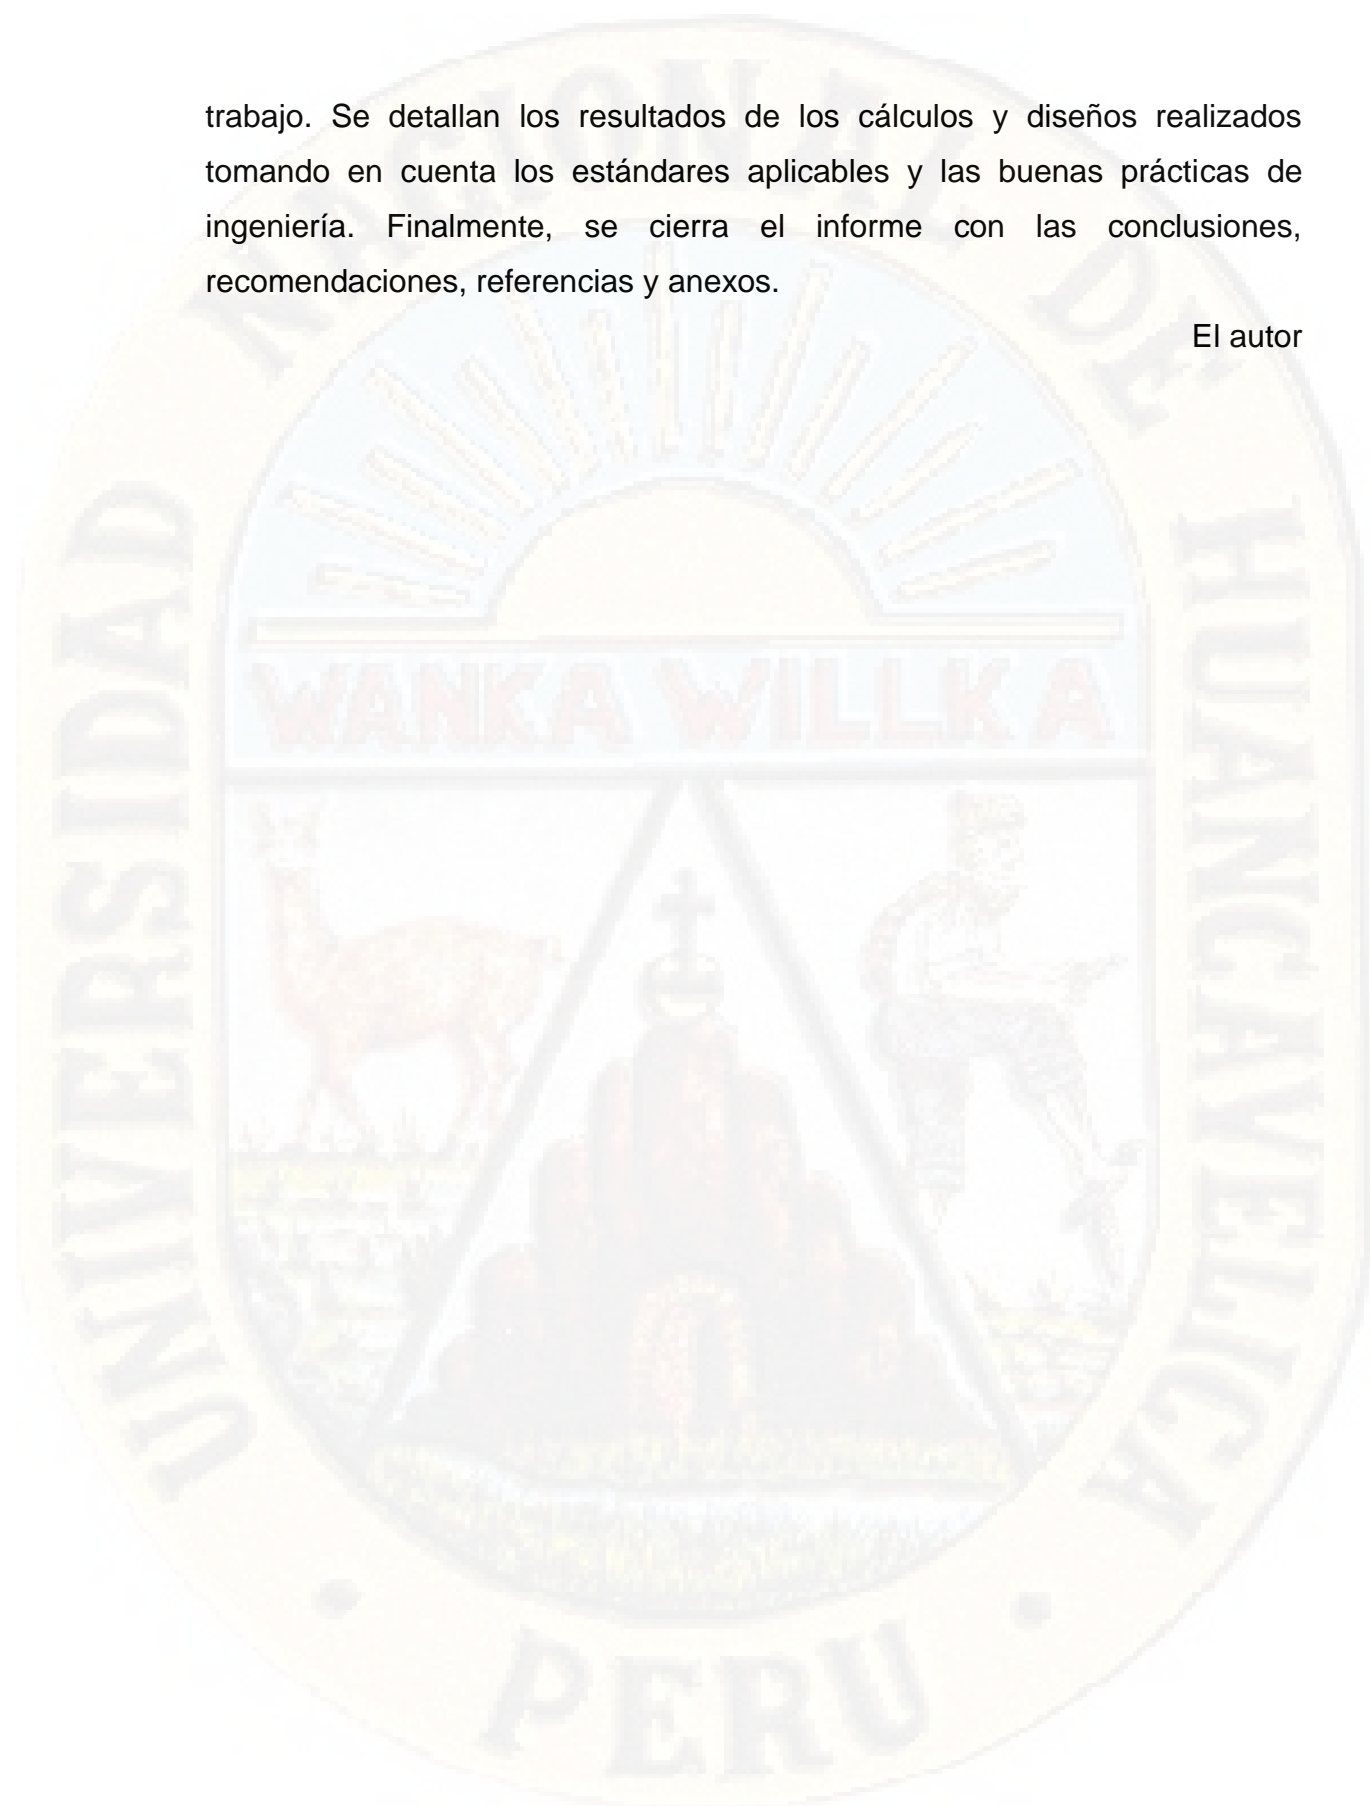 trabajo. Se detallan los resultados de los cálculos y diseños realizados
tomando en cuenta los estándares aplicables y las buenas prácticas de
ingeniería. Finalmente, se cierra el informe con las conclusiones,
recomendaciones, referencias y anexos.
El autor
UNIVERSIDAD NACIONAL DE HUANCAVELICA
WANKA WILLKA
PERU